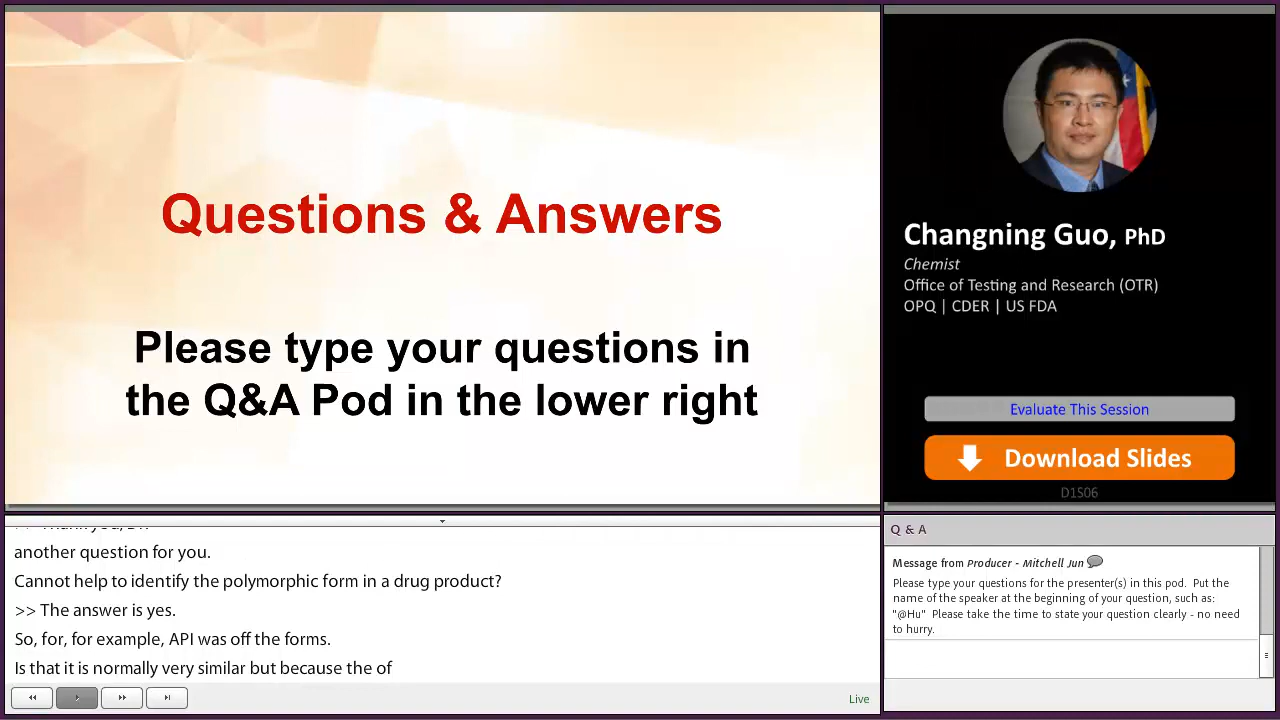 Questions & Answers
Please type your questions in
the Q&A Pod in the lower right
Changning Guo, PhD
Chemist
Office of Testing and Research (OTR)
OPQ | CDER | US FDA
Evaluate This Session
Download Slides
D1S06
another question for you.
Cannot help to identify the polymorphic form in a drug product?
>> The answer is yes.
So, for, for example, API was off the forms.
Is that it is normally very similar but because the of
Live
Q & A
Message from Producer - Mitchell Jun
Please type your questions for the presenter(s) in this pod. Put the
name of the speaker at the beginning of your question, such as:
"@Hu" Please take the time to state your question clearly - no need
to hurry.